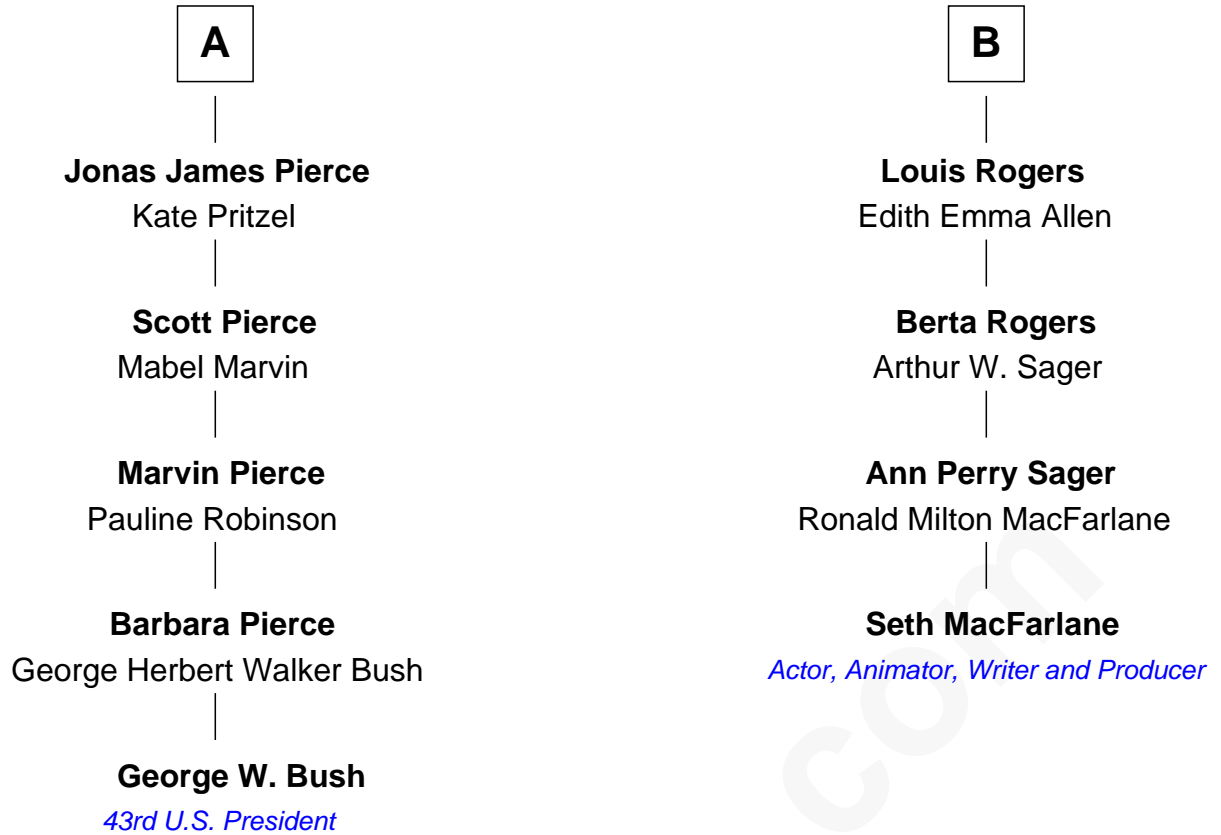 A
Jonas James Pierce
Kate Pritzel
Scott Pierce
Mabel Marvin
Marvin Pierce
Pauline Robinson
Barbara Pierce
George Herbert Walker Bush
George W. Bush
43rd U.S. President
B
Louis Rogers
Edith Emma Allen
Berta Rogers
Arthur W. Sager
Ann Perry Sager
Ronald Milton MacFarlane
Seth MacFarlane
Actor, Animator, Writer and Producer
com